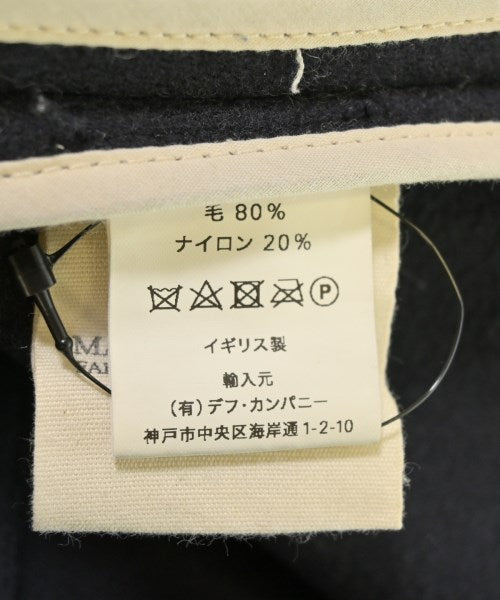 毛 80%
ナイロン 20%
P
イギリス製
輸入元
(有) デフ・カンパニー
神戸市中央区海岸通1-2-10